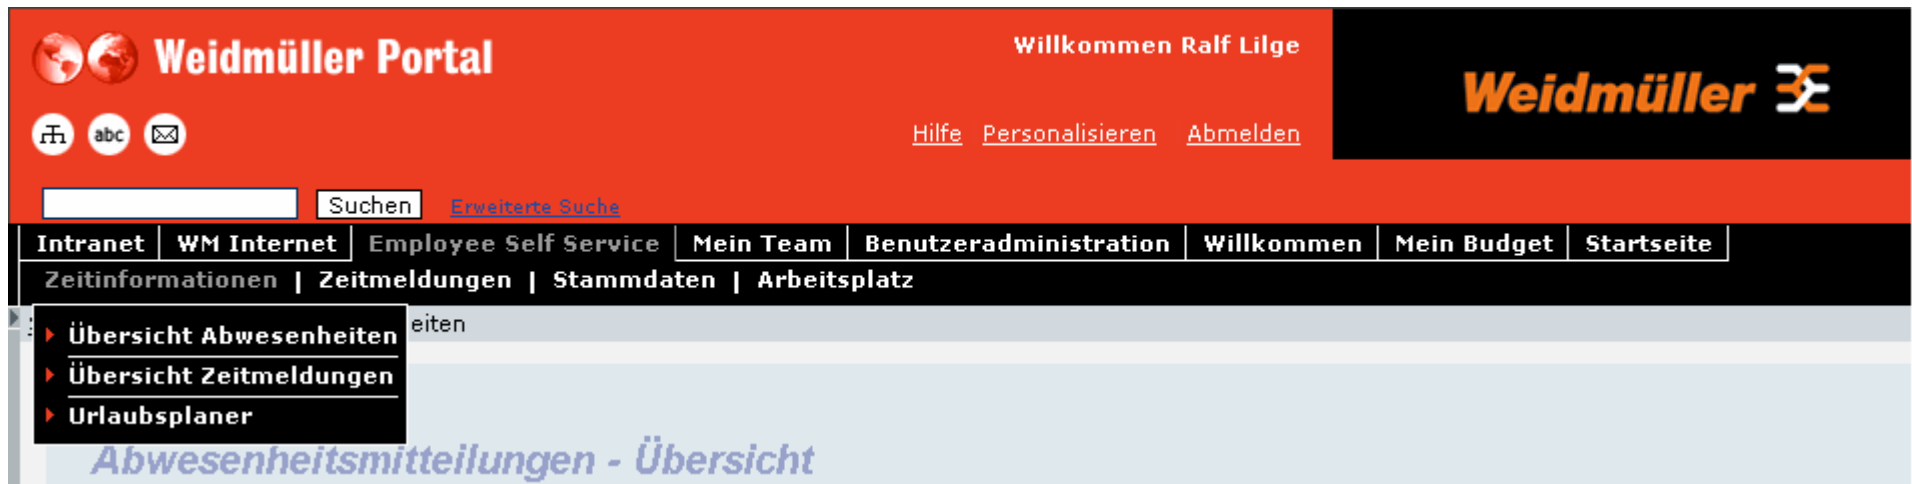 Weidmüller Portal
Willkommen Ralf Lilge
Weidmüller
abc
Hilfe Personalisieren Abmelden
Suchen Erweiterte Suche
Intranet WM Internet Employee Self Service Mein Team Benutzeradministration Willkommen Mein Budget Startseite
Zeitinformationen | Zeitmeldungen | Stammdaten | Arbeitsplatz
eiten
Übersicht Abwesenheiten
Übersicht Zeitmeldungen
Urlaubsplaner
Abwesenheitsmitteilungen - Übersicht